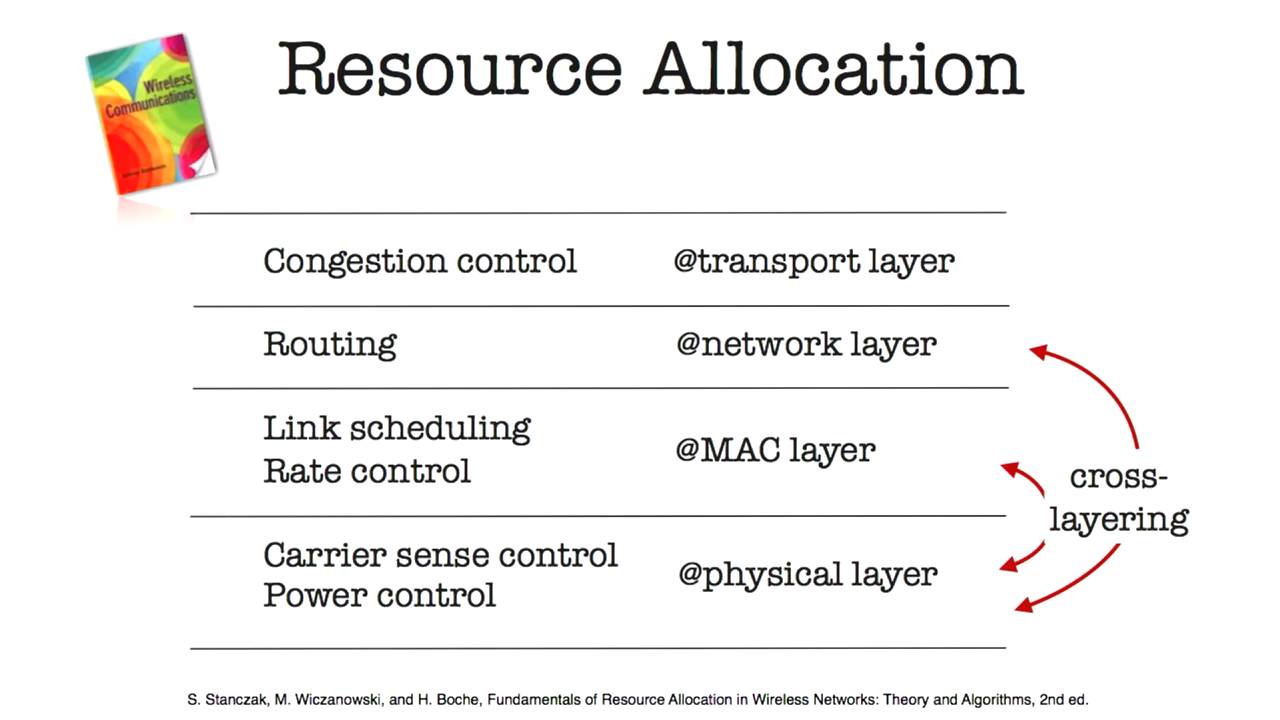 Resource Allocation
Wireless
Communications
Congestion control @transport layer
Routing @network layer
Link scheduling
Rate control
@MAC layer
Carrier sense control
Power control
@physical layer
cross-
layering
S. Stanczak, M. Wiczanowski, and H. Boche, Fundamentals of Resource Allocation in Wireless Networks: Theory and Algorithms, 2nd ed.